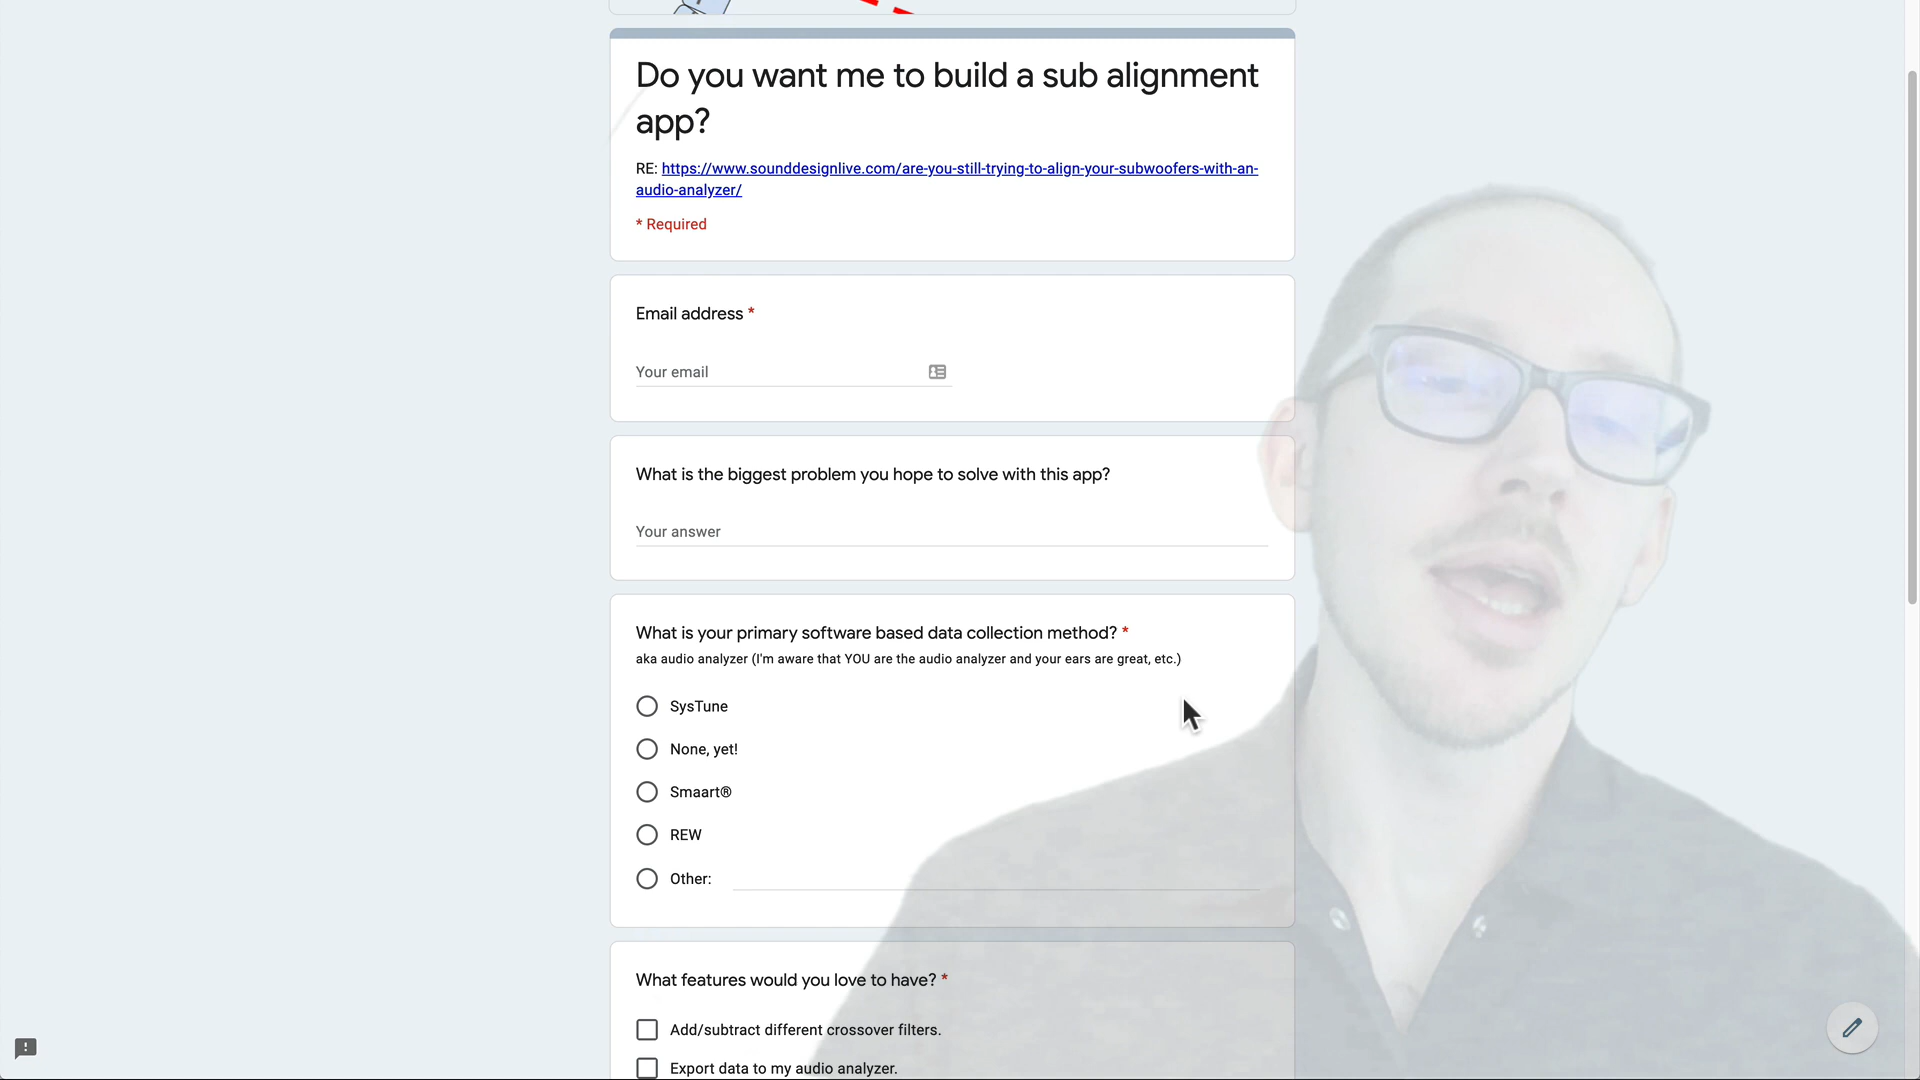 Do you want me to build a sub alignment
app?
RE: https://www.sounddesignlive.com/are-you-still-trying-to-align-your-subwoofers-with-an-
audio-analyzer/
* Required
Email address *
Your email
What is the biggest problem you hope to solve with this app?
Your answer
What is your primary software based data collection method? *
aka audio analyzer (I'm aware that YOU are the audio analyzer and your ears are great, etc.)
SysTune
None, yet!
Smaart®
REW
Other:
What features would you love to have? *
Add/subtract different crossover filters.
Export data to my audio analyzer.